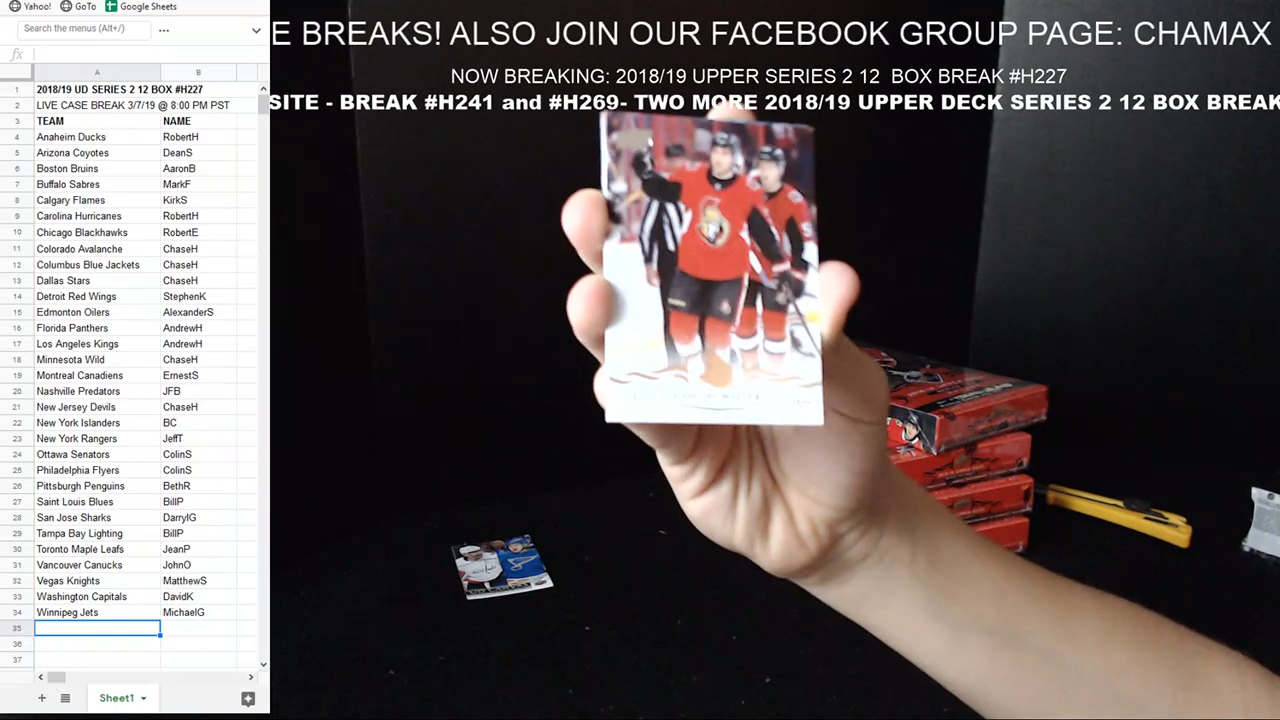 Yahoo! GoTo Google Sheets
E BREAKS! ALSO JOIN OUR FACEBOOK GROUP PAGE: CHAMAX
Search the menus (Alt+/)
NOW BREAKING: 2018/19 UPPER SERIES 2 12 BOX BREAK #H227
SITE - BREAK #H241 and #H269- TWO MORE 2018/19 UPPER DECK SERIES 2 12 BOX BREAK
fx
A B
1 2018/19 UD SERIES 2 12 BOX #H227
2 LIVE CASE BREAK 3/7/19 @ 8:00 PM PST
3 TEAM NAME
4 Anaheim Ducks RobertH
5 Arizona Coyotes DeanS
6 Boston Bruins AaronB
7 Buffalo Sabres MarkF
8 Calgary Flames KirkS
9 Carolina Hurricanes RobertH
10 Chicago Blackhawks RobertE
11 Colorado Avalanche ChaseH
12 Columbus Blue Jackets ChaseH
13 Dallas Stars ChaseH
14 Detroit Red Wings StephenK
15 Edmonton Oilers AlexanderS
16 Florida Panthers AndrewH
17 Los Angeles Kings AndrewH
18 Minnesota Wild ChaseH
19 Montreal Canadiens ErnestS
20 Nashville Predators JFB
21 New Jersey Devils ChaseH
22 New York Islanders BC
23 New York Rangers JeffT
24 Ottawa Senators ColinS
25 Philadelphia Flyers ColinS
26 Pittsburgh Penguins BethR
27 Saint Louis Blues BillP
28 San Jose Sharks DarrylG
29 Tampa Bay Lighting BillP
30 Toronto Maple Leafs JeanP
31 Vancouver Canucks JohnO
32 Vegas Knights MatthewS
33 Washington Capitals DavidK
34 Winnipeg Jets MichaelG
35
36
37
Sheet1